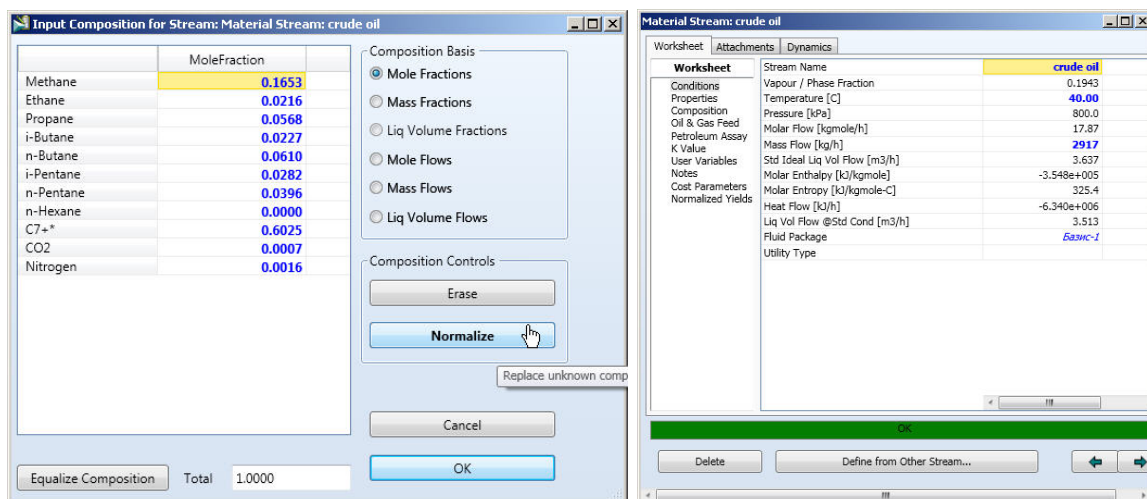 Input Composition for Stream: Material Stream: crude oil
MoleFraction
Methane 0.1653
Ethane 0.0216
Propane 0.0568
i-Butane 0.0227
n-Butane 0.0610
i-Pentane 0.0282
n-Pentane 0.0396
n-Hexane 0.0000
C7+* 0.6025
CO2 0.0007
Nitrogen 0.0016
Equalize Composition Total 1.0000
Composition Basis
Mole Fractions
Mass Fractions
Liq Volume Fractions
Mole Flows
Mass Flows
Liq Volume Flows
Composition Controls
Erase
Normalize
Replace unknown comp
Cancel
OK
Material Stream: crude oil
Worksheet Attachments Dynamics
Worksheet
Conditions
Properties
Composition
Oil & Gas Feed
Petroleum Assay
K Value
User Variables
Notes
Cost Parameters
Normalized Yields
Stream Name crude oil
Vapour / Phase Fraction 0.1943
Temperature [C] 40.00
Pressure [kPa] 800.0
Molar Flow [kgmole/h] 17.87
Mass Flow [kg/h] 2917
Std Ideal Liq Vol Flow [m3/h] 3.637
Molar Enthalpy [kJ/kgmole] -3.548e+005
Molar Entropy [kJ/kgmole-C] 325.4
Heat Flow [kJ/h] -6.340e+006
Liq Vol Flow @Std Cond [m3/h] 3.513
Fluid Package Базис-1
Utility Type
OK
Delete Define from Other Stream...